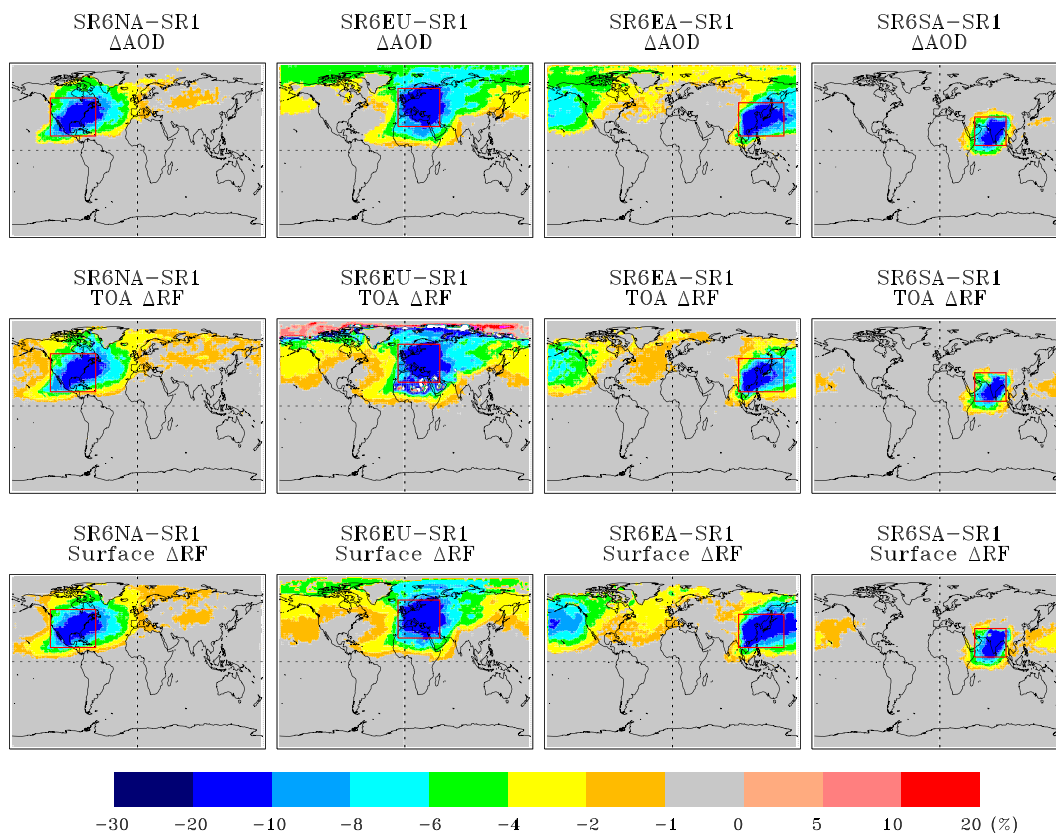 SR6NA−SR1 SR6EU−SR1 SR6EA−SR1 SR6SA−SR1
ΔAOD ΔAOD ΔAOD ΔAOD
SR6NA−SR1 SR6EU−SR1 SR6EA−SR1 SR6SA−SR1
TOA ΔRF TOA ΔRF TOA ΔRF TOA ΔRF
SR6NA−SR1 SR6EU−SR1 SR6EA−SR1 SR6SA−SR1
Surface ΔRF Surface ΔRF Surface ΔRF Surface ΔRF
−30 −20 −10 −8 −6 −4 −2 −1 0 5 10 20 (%)